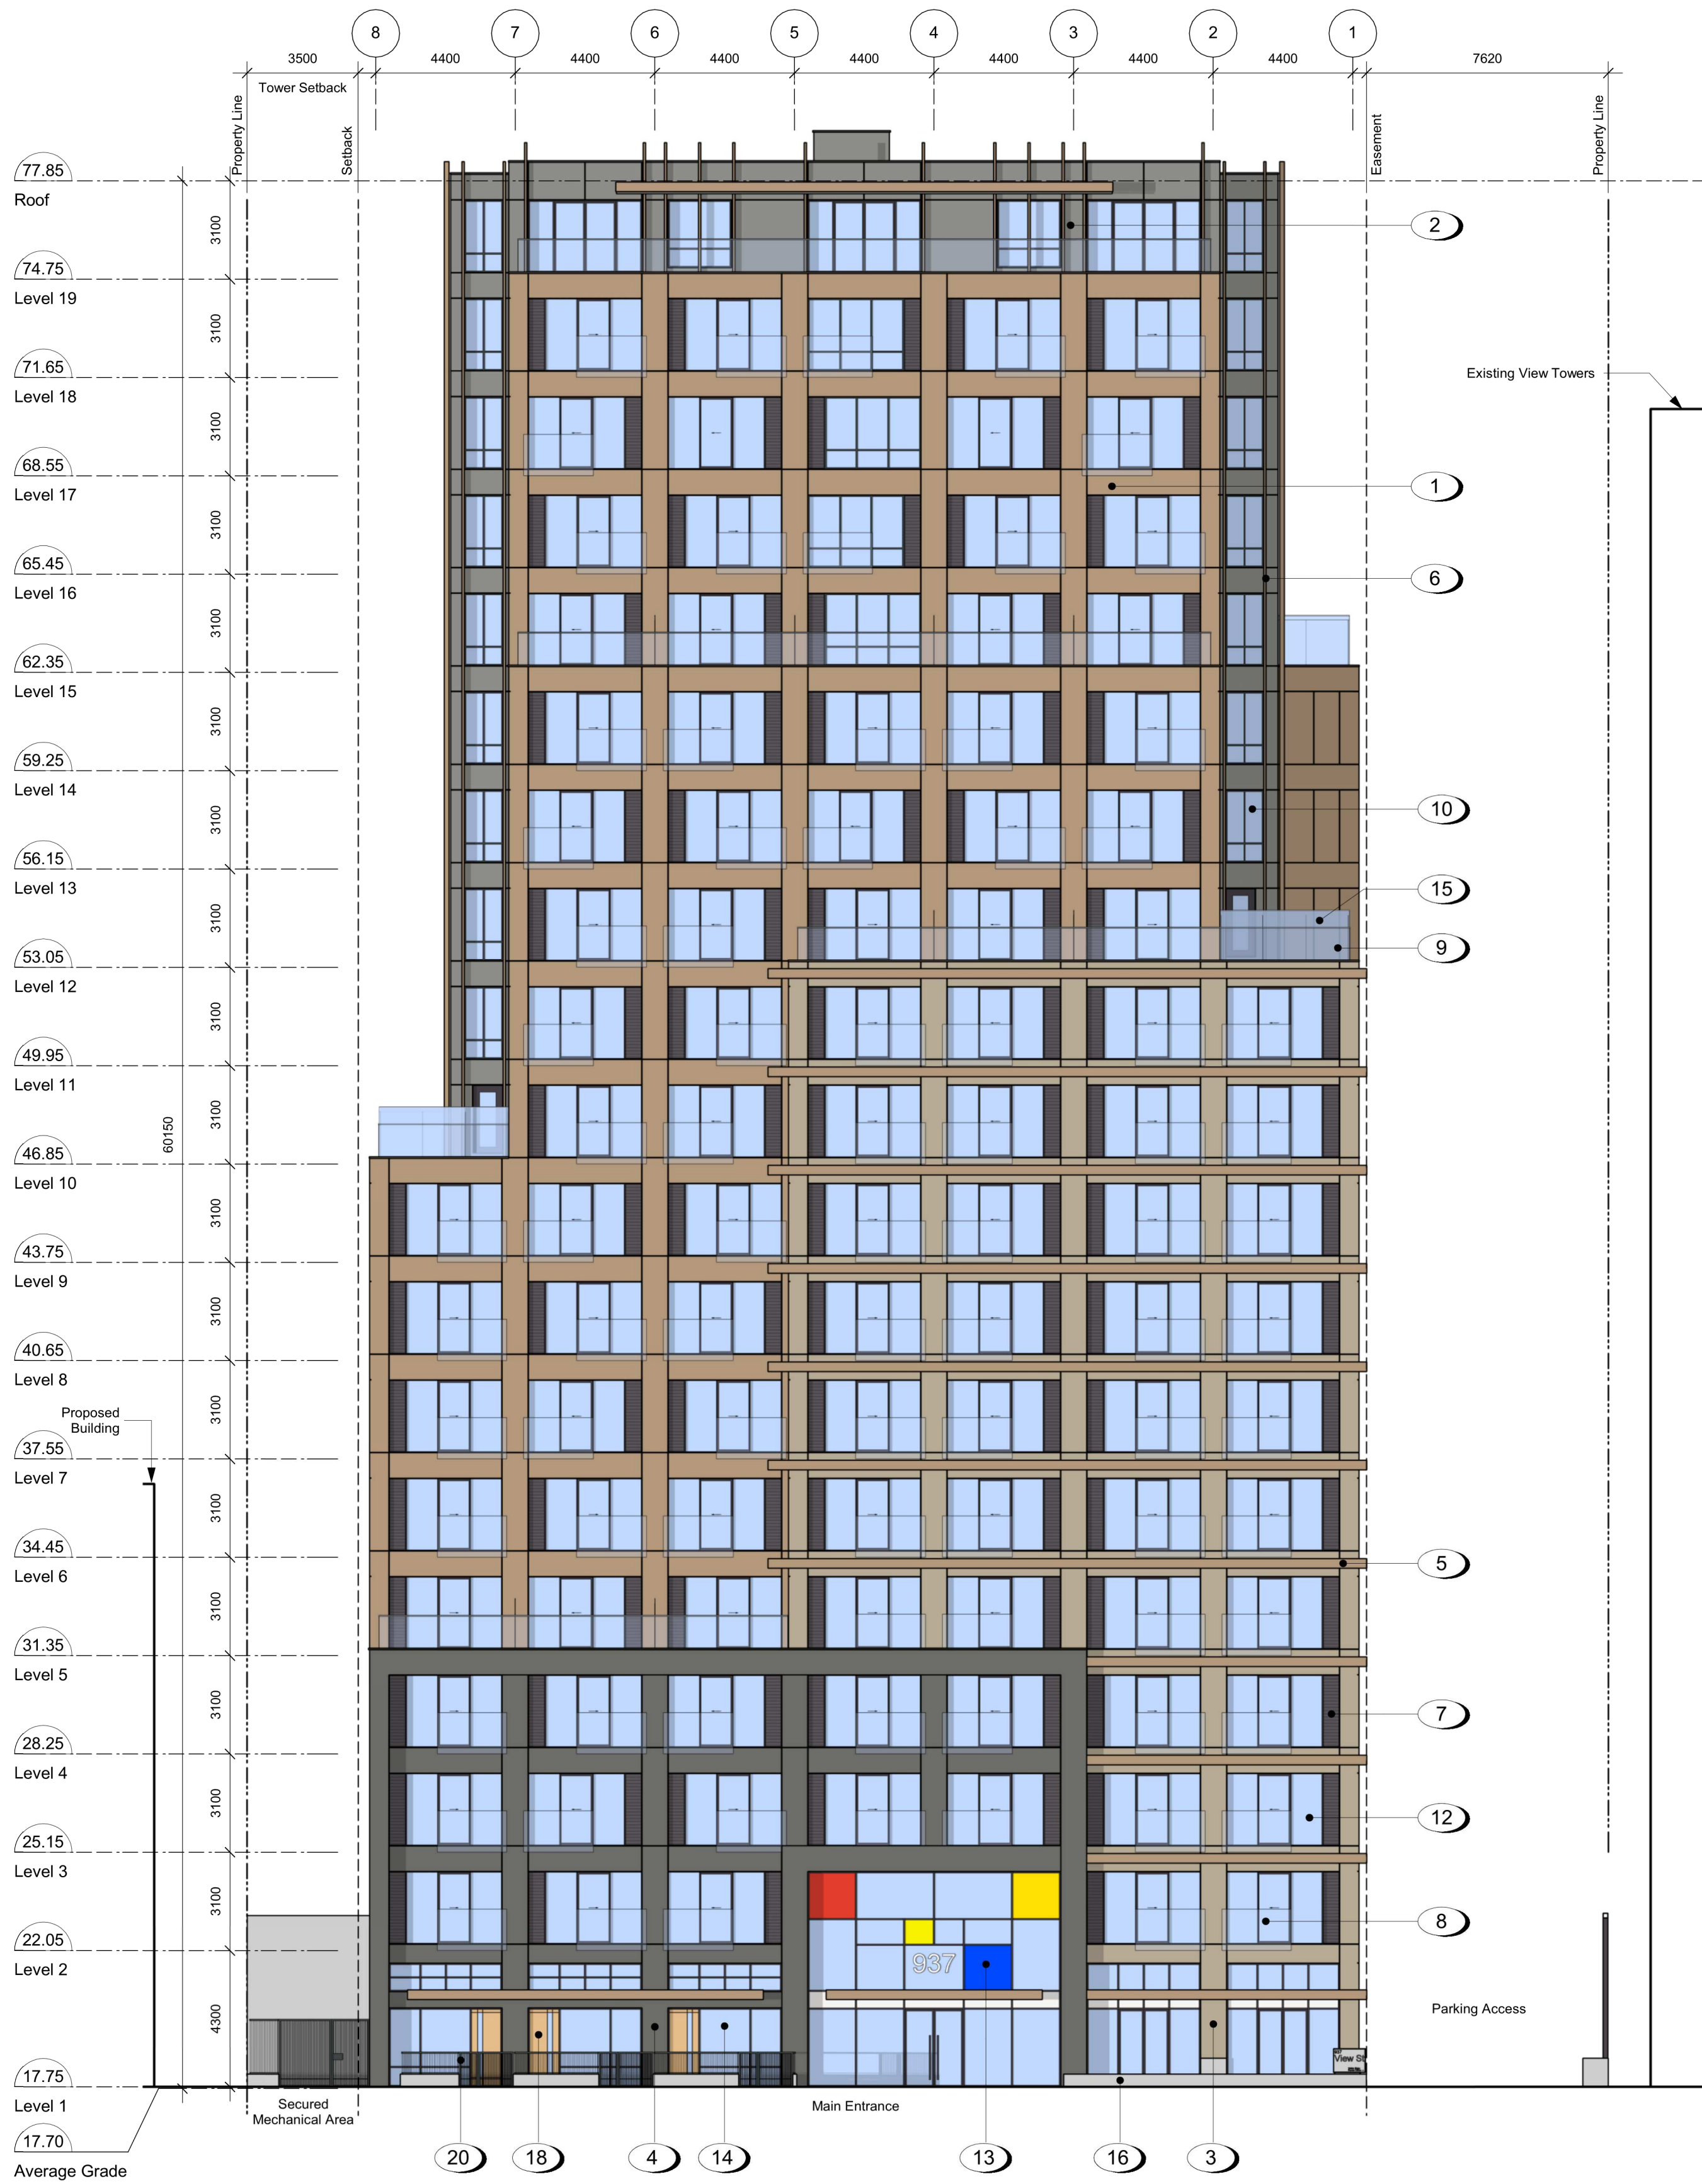 8 7 6 5 4 3 2 1
3500 4400 4400 4400 4400 4400 4400 4400 7620
Tower Setback
Property Line
Setback
Easement
Property Line
77.85
Roof
3100
2
74.75
Level 19
3100
71.65
Level 18
Existing View Towers
3100
68.55
Level 17
1
3100
65.45
Level 16
6
3100
62.35
Level 15
3100
59.25
Level 14
10
3100
56.15
Level 13
15
3100
9
53.05
Level 12
3100
49.95
Level 11
3100
60150
46.85
Level 10
3100
43.75
Level 9
3100
40.65
Level 8
3100
Proposed
Building
37.55
Level 7
3100
34.45
Level 6
5
3100
31.35
Level 5
3100
7
28.25
Level 4
3100
12
25.15
Level 3
3100
8
22.05
Level 2
937
4300
Parking Access
View St
17.75
Level 1
Secured
Mechanical Area
Main Entrance
17.70
Average Grade
20 18 4 14 13 16 3